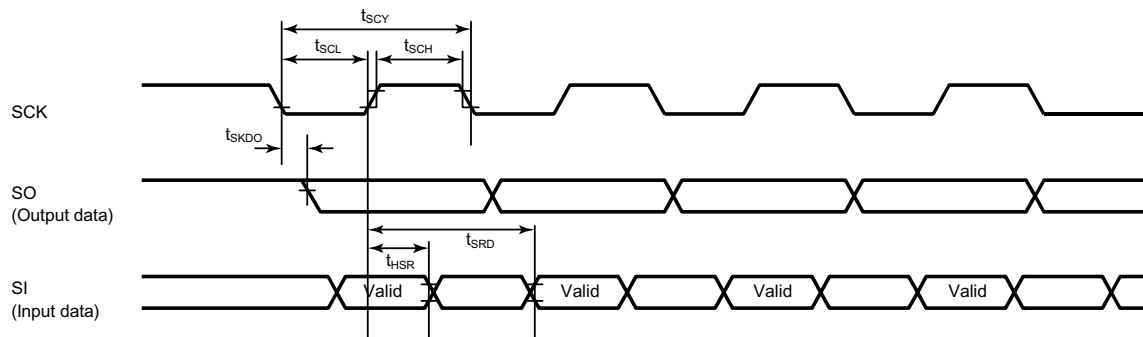 tSCY
tSCL tSCH
SCK
tSKDO
SO
(Output data)
tSRD
tHSR
SI
(Input data)
Valid Valid Valid Valid